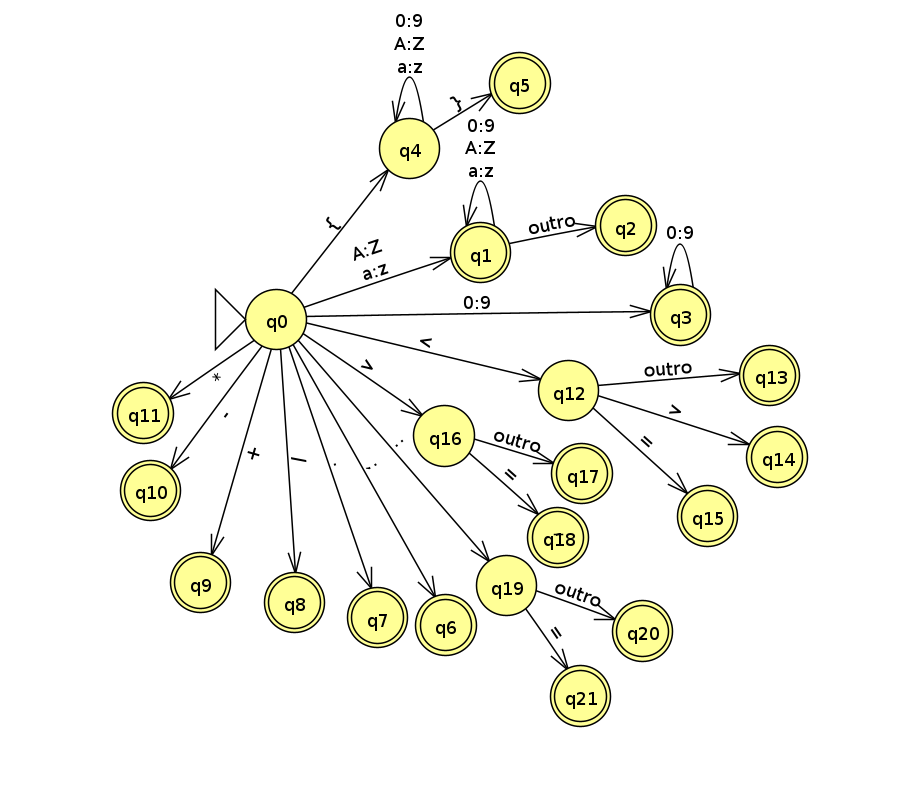 0:9
A:Z
a:z
q5
}
0:9
A:Z
a:z
q4
{
outro
q2
q1
0:9
A:Z
a:z
0:9
q3
q0
<
>
outro
q13
*
q12
q11
-
>
outro
q16
=
q14
+
/
.
;
:
=
q17
q10
q15
q18
q9
q19
outro
q8
q7
q6
=
q20
q21